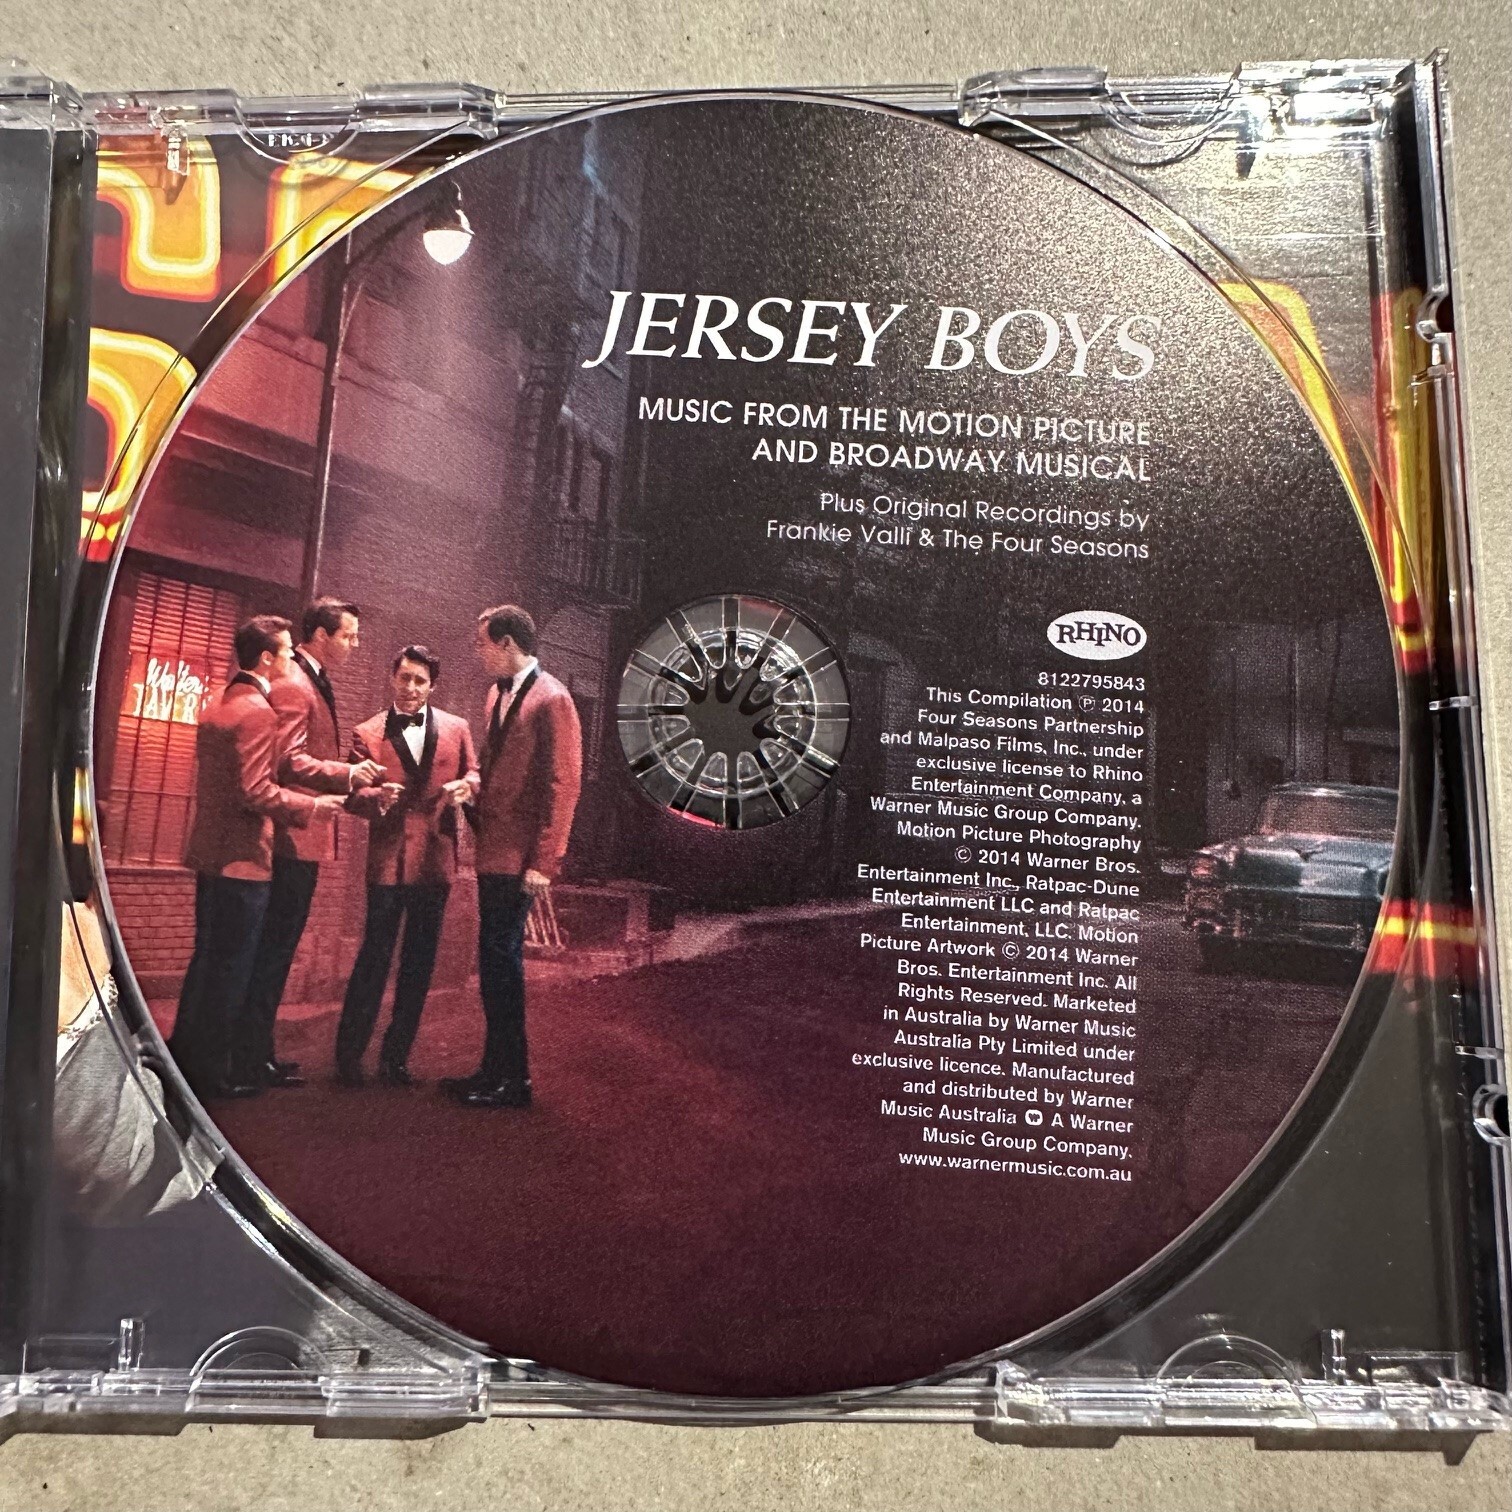 JERSEY BOYS
MUSIC FROM THE MOTION PICTURE
AND BROADWAY MUSICAL
Plus Original Recordings by
Frankie Valli & The Four Seasons
RHINO
8122795843
This Compilation ℗ 2014
Four Seasons Partnership
and Malpaso Films, Inc., under
exclusive license to Rhino
Entertainment Company, a
Warner Music Group Company.
Motion Picture Photography
© 2014 Warner Bros.
Entertainment Inc., Ratpac-Dune
Entertainment LLC and Ratpac
Entertainment, LLC. Motion
Picture Artwork © 2014 Warner
Bros. Entertainment Inc. All
Rights Reserved. Marketed
in Australia by Warner Music
Australia Pty Limited under
exclusive licence. Manufactured
and distributed by Warner
Music Australia A Warner
Music Group Company.
www.warnermusic.com.au